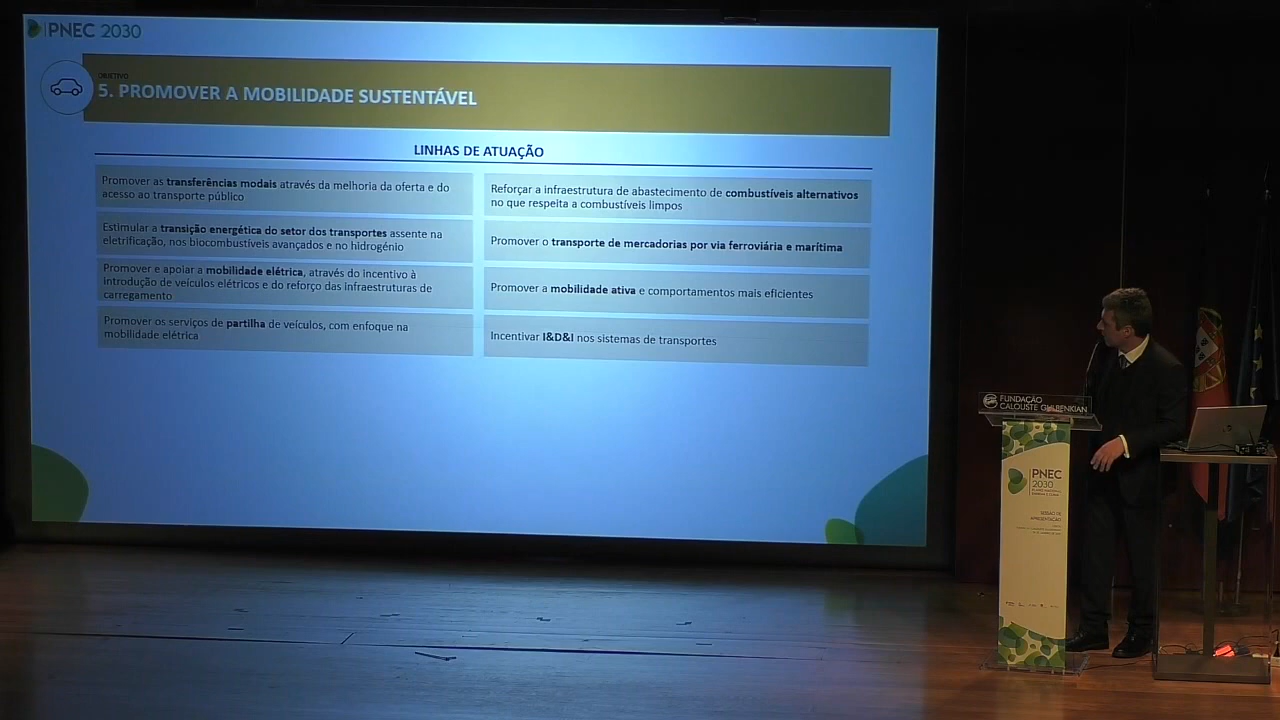 PNEC 2030
OBJETIVO
5. PROMOVER A MOBILIDADE SUSTENTÁVEL
LINHAS DE ATUAÇÃO
Promover as transferências modais através da melhoria da oferta e do
acesso ao transporte público
Estimular a transição energética do setor dos transportes assente na
eletrificação, nos biocombustíveis avançados e no hidrogénio
Promover e apoiar a mobilidade elétrica, através do incentivo à
introdução de veículos elétricos e do reforço das infraestruturas de
carregamento
Promover os serviços de partilha de veículos, com enfoque na
mobilidade elétrica
Reforçar a infraestrutura de abastecimento de combustíveis alternativos
no que respeita a combustíveis limpos
Promover o transporte de mercadorias por via ferroviária e marítima
Promover a mobilidade ativa e comportamentos mais eficientes
Incentivar I&D&I nos sistemas de transportes
FUNDAÇÃO
CALOUSTE GULBENKIAN
PNEC
2030
SESSÃO DE
APRESENTAÇÃO